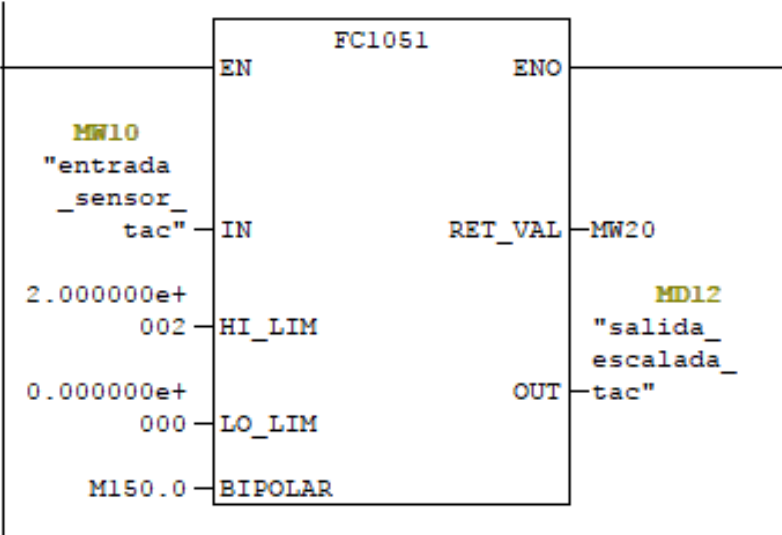 FC1051
EN ENO
MW10
"entrada
_sensor_
tac" IN RET_VAL MW20
2.000000e+ MD12
002 HI_LIM "salida_
escalada_
0.000000e+ OUT tac"
000 LO_LIM
M150.0 BIPOLAR